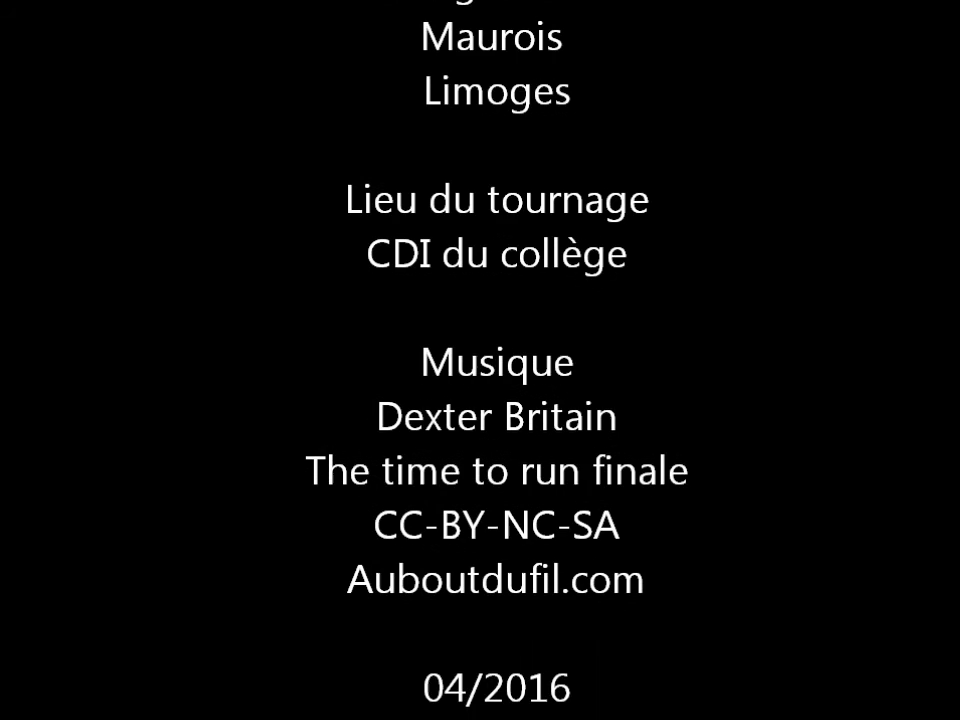 Maurois
Limoges
Lieu du tournage
CDI du collège
Musique
Dexter Britain
The time to run finale
CC-BY-NC-SA
Auboutdufil.com
04/2016